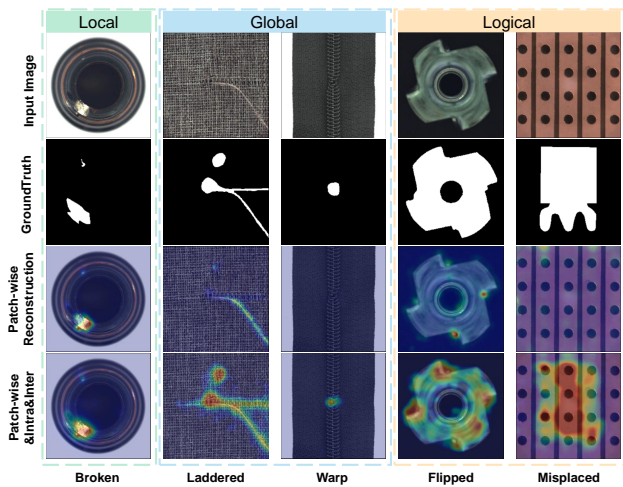 Local Global Logical
Input Image
GroundTruth
Patch-wise
Reconstruction
Patch-wise
&Intra&Inter
Broken Laddered Warp Flipped Misplaced